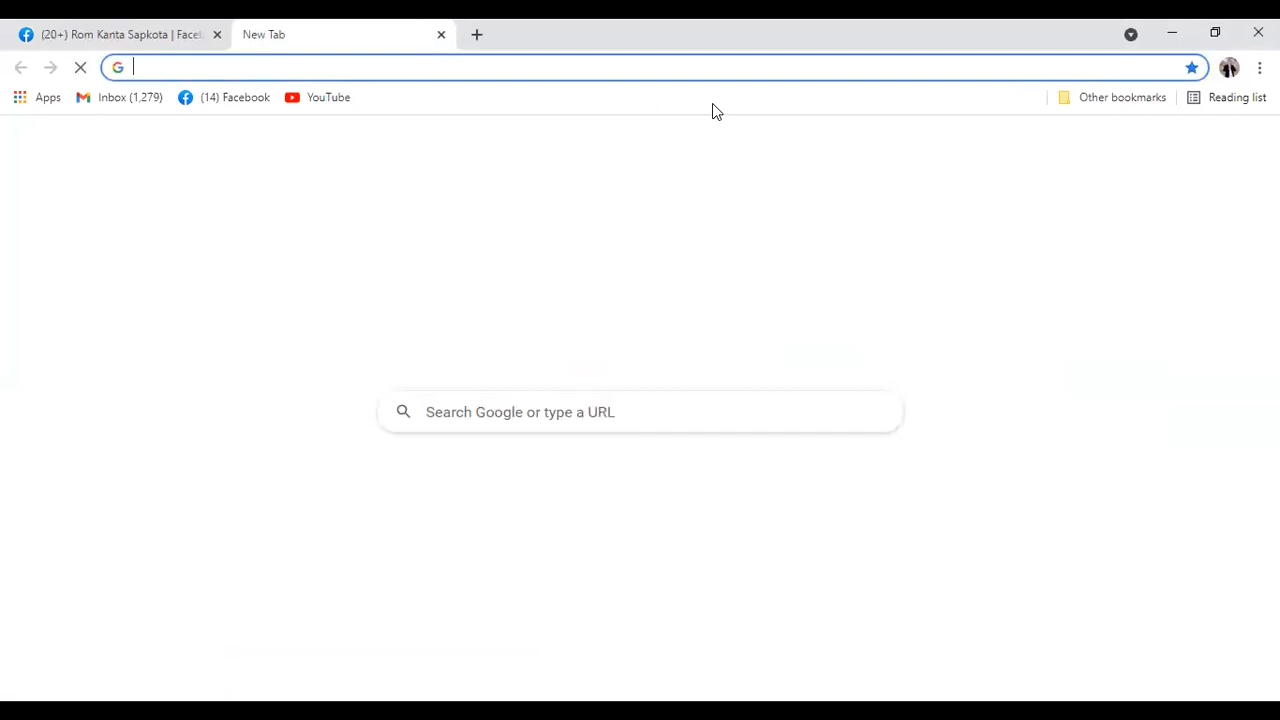 (20+) Rom Kanta Sapkota | Faceb
New Tab
Apps
Inbox (1,279)
(14) Facebook
YouTube
Other bookmarks
Reading list
Search Google or type a URL